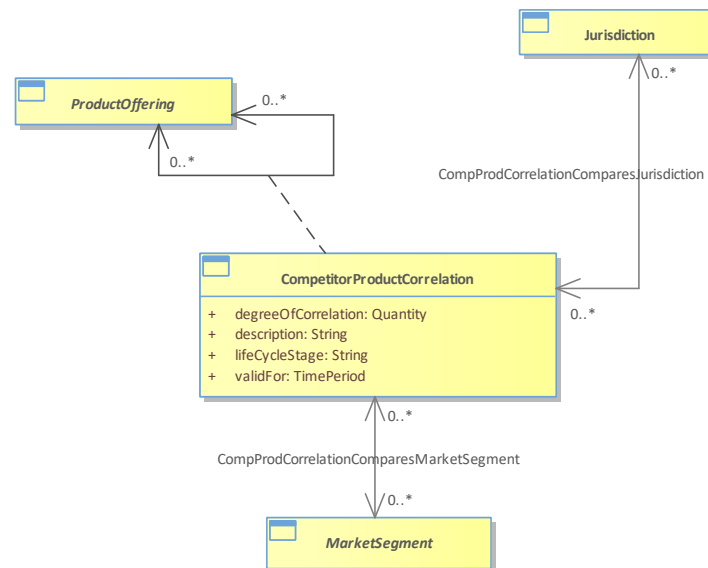 Jurisdiction
0..*
ProductOffering
0..*
0..*
CompProdCorrelationComparesJurisdiction
CompetitorProductCorrelation
+ degreeOfCorrelation: Quantity
+ description: String
+ lifeCycleStage: String
+ validFor: TimePeriod
0..*
0..*
CompProdCorrelationComparesMarketSegment
0..*
MarketSegment